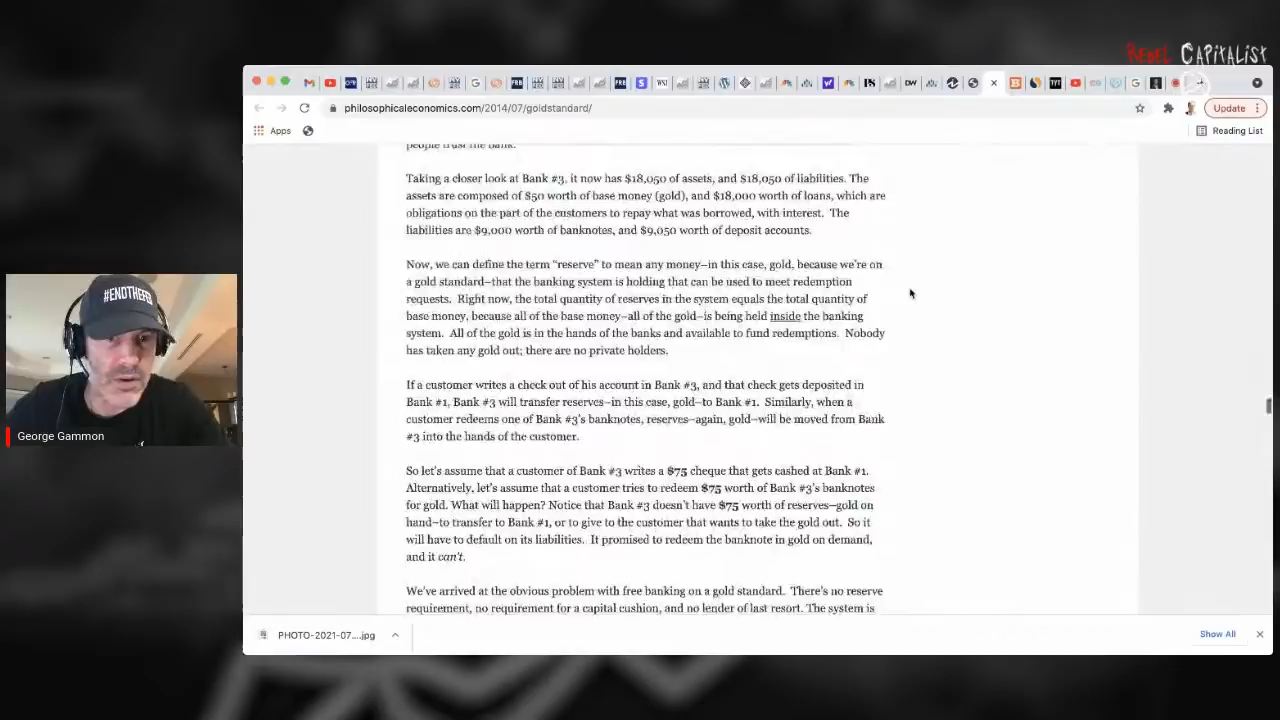 REBEL CAPITALIST
philosophicaleconomics.com/2014/07/goldstandard/
Update
Apps
Reading List
people trust the bank.
Taking a closer look at Bank #3, it now has $18,050 of assets, and $18,050 of liabilities. The
assets are composed of $50 worth of base money (gold), and $18,000 worth of loans, which are
obligations on the part of the customers to repay what was borrowed, with interest. The
liabilities are $9,000 worth of banknotes, and $9,050 worth of deposit accounts.
Now, we can define the term “reserve” to mean any money–in this case, gold, because we’re on
a gold standard–that the banking system is holding that can be used to meet redemption
requests. Right now, the total quantity of reserves in the system equals the total quantity of
base money, because all of the base money–all of the gold–is being held inside the banking
system. All of the gold is in the hands of the banks and available to fund redemptions. Nobody
has taken any gold out; there are no private holders.
If a customer writes a check out of his account in Bank #3, and that check gets deposited in
Bank #1, Bank #3 will transfer reserves–in this case, gold–to Bank #1. Similarly, when a
customer redeems one of Bank #3’s banknotes, reserves–again, gold–will be moved from Bank
#3 into the hands of the customer.
So let’s assume that a customer of Bank #3 writes a $75 cheque that gets cashed at Bank #1.
Alternatively, let’s assume that a customer tries to redeem $75 worth of Bank #3’s banknotes
for gold. What will happen? Notice that Bank #3 doesn’t have $75 worth of reserves–gold on
hand–to transfer to Bank #1, or to give to the customer that wants to take the gold out. So it
will have to default on its liabilities. It promised to redeem the banknote in gold on demand,
and it can’t.
We’ve arrived at the obvious problem with free banking on a gold standard. There’s no reserve
requirement, no requirement for a capital cushion, and no lender of last resort. The system is
#ENDTHEFED
George Gammon
PHOTO-2021-07....jpg
Show All